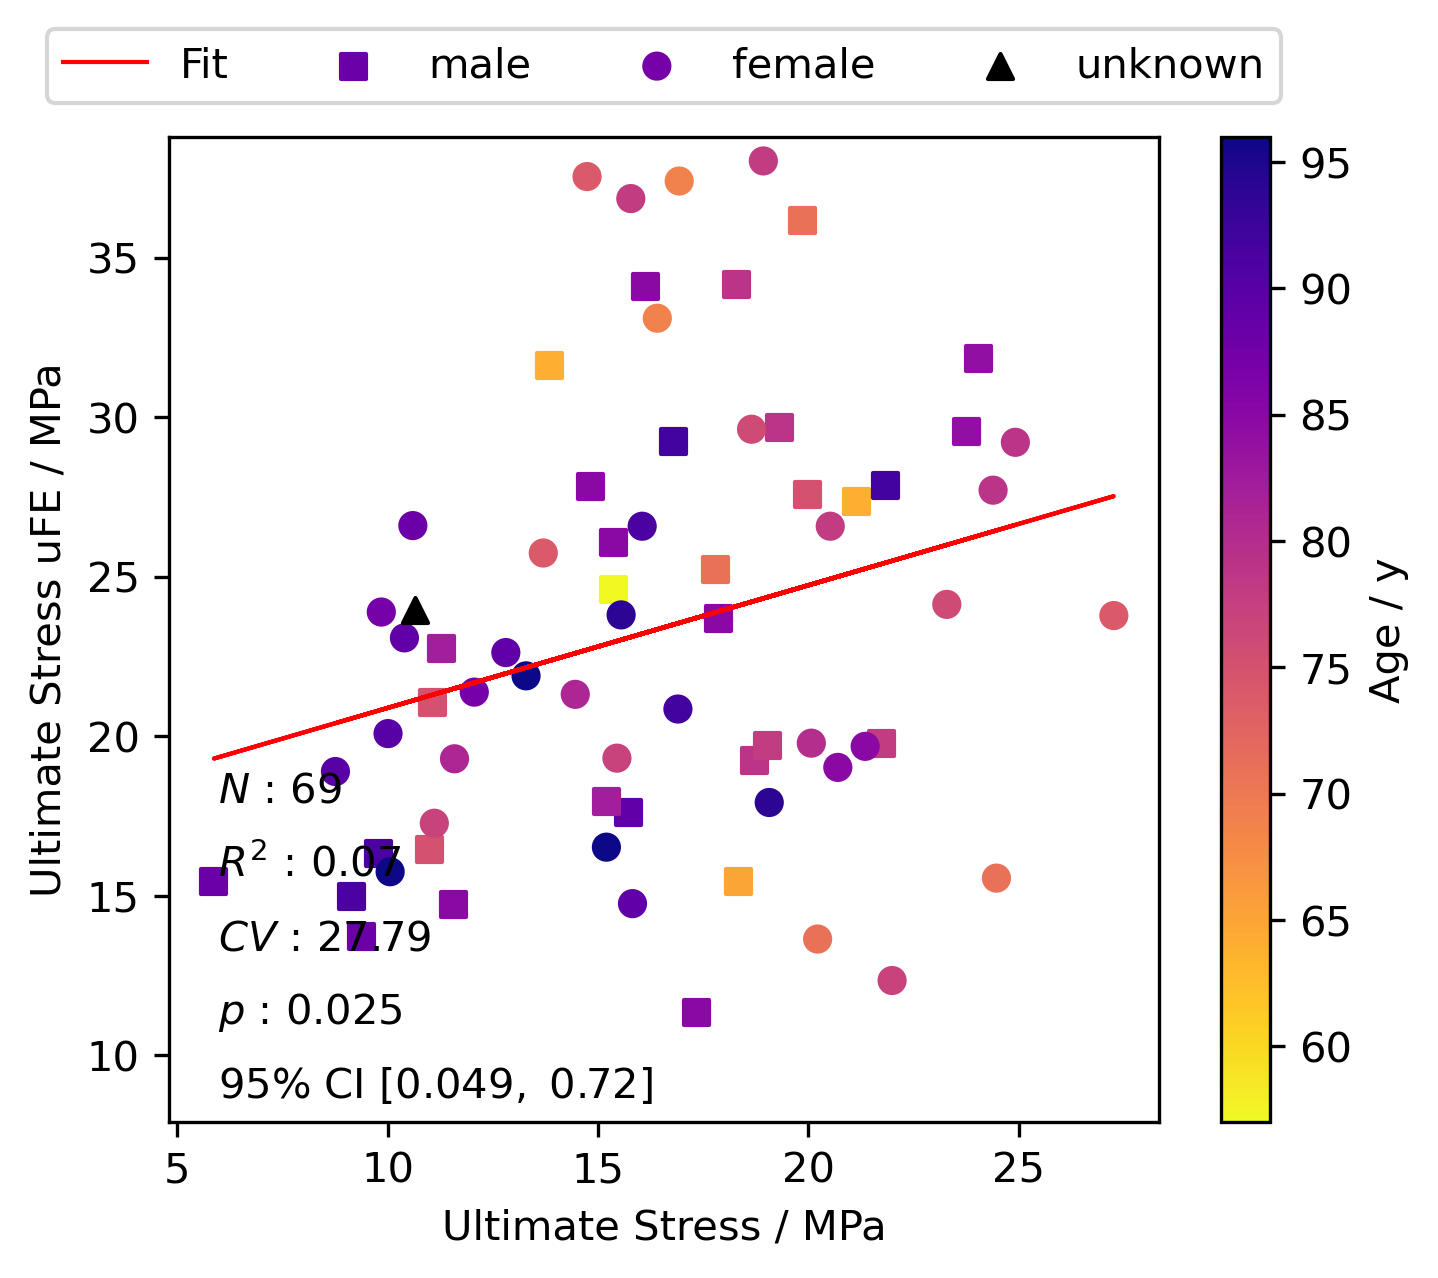 Fit male female unknown
35
30
25
20
15
10
Ultimate Stress uFE / MPa
N : 69
R² : 0.07
CV : 27.79
p : 0.025
95% CI [0.049, 0.72]
5 10 15 20 25
Ultimate Stress / MPa
95
90
85
80
75
70
65
60
Age / y